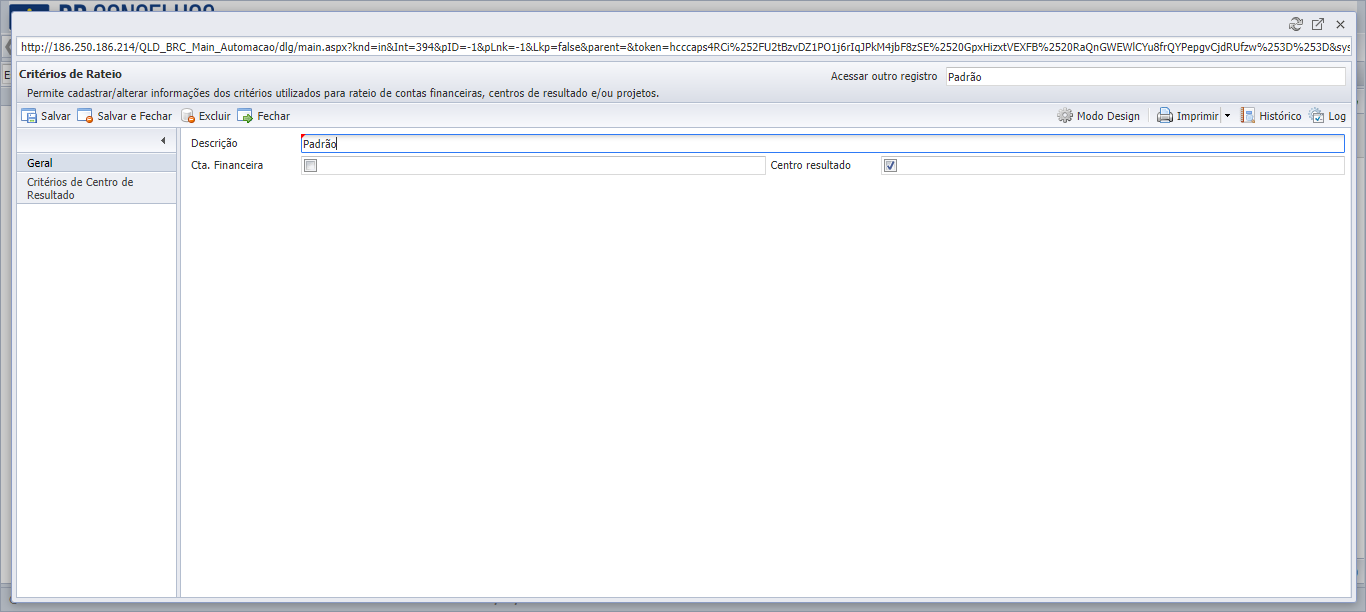 http://186.250.186.214/QLD_BRC_Main_Automacao/dlg/main.aspx?knd=in&Int=394&pID=-1&pLnk=-1&Lkp=false&parent=&token=hcccaps4RCi%252FU2tBzvDZ1PO1j6rIqJPkM4jbF8zSE%2520GpxHizxtVEXFB%2520RaQnGWEWlCYu8frQYPepgvCjdRUfzw%253D%253D&sys
Critérios de Rateio
Acessar outro registro Padrão
Permite cadastrar/alterar informações dos critérios utilizados para rateio de contas financeiras, centros de resultado e/ou projetos.
Salvar Salvar e Fechar Excluir Fechar Modo Design Imprimir Histórico Log
Descrição Padrão
Geral
Cta. Financeira Centro resultado
Critérios de Centro de
Resultado